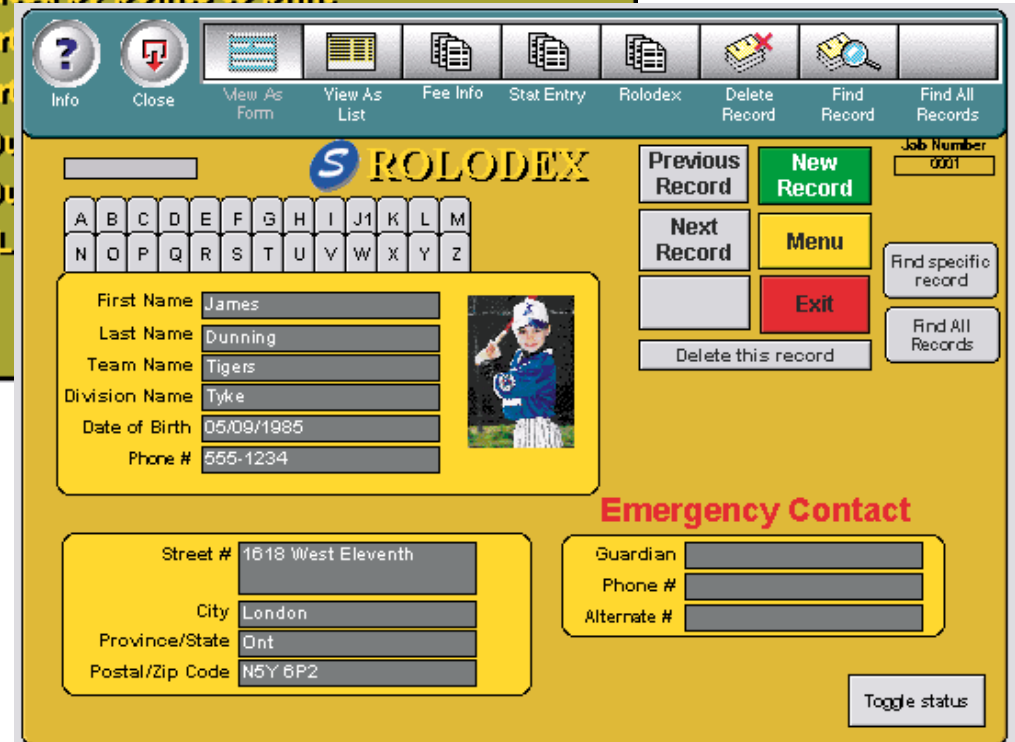 Info
Close
View As
Form
View As
List
Fee Info
Stat Entry
Rolodex
Delete
Record
Find
Record
Find All
Records
S ROLODEX
Previous
Record
New
Record
Job Number
0001
A B C D E F G H I J1 K L M
N O P Q R S T U V W X Y Z
Next
Record
Menu
Find specific
record
Exit
Find All
Records
Delete this record
First Name James
Last Name Dunning
Team Name Tigers
Division Name Tyke
Date of Birth 05/09/1985
Phone # 555-1234
Emergency Contact
Street # 1618 West Eleventh
City London
Province/State Ont
Postal/Zip Code N5Y 6P2
Guardian
Phone #
Alternate #
Toggle status